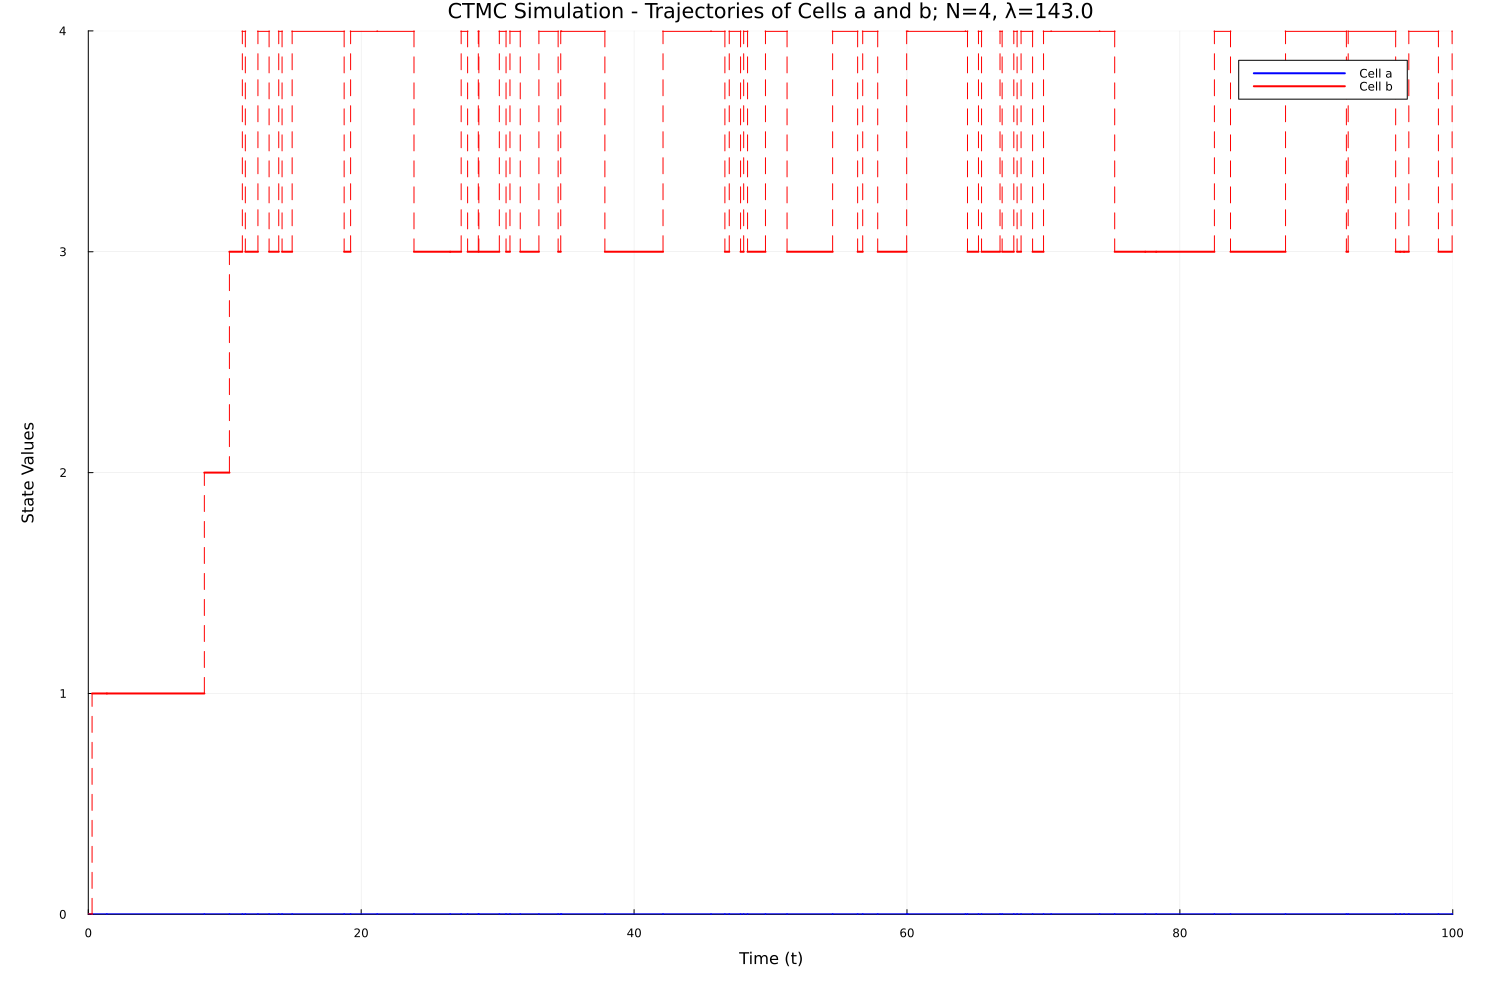 CTMC Simulation - Trajectories of Cells a and b; N=4, λ=143.0
4
Cell a
Cell b
3
State Values
2
1
0
0 20 40 60 80 100
Time (t)